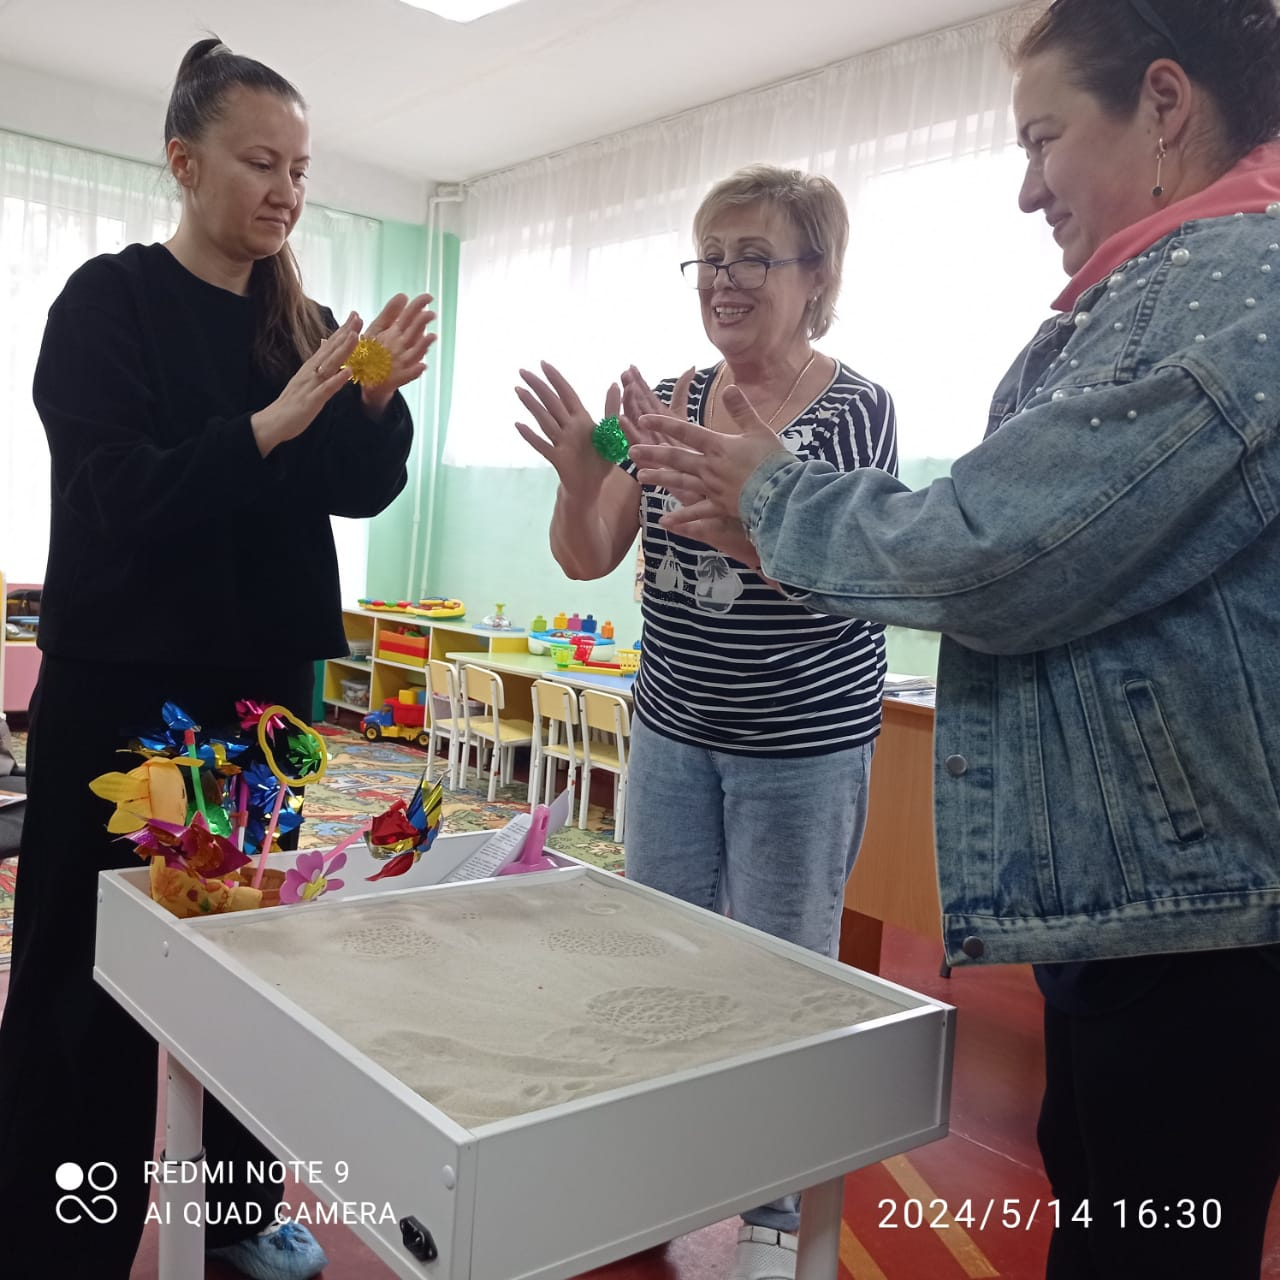 REDMI NOTE 9
AI QUAD CAMERA
2024/5/14 16:30